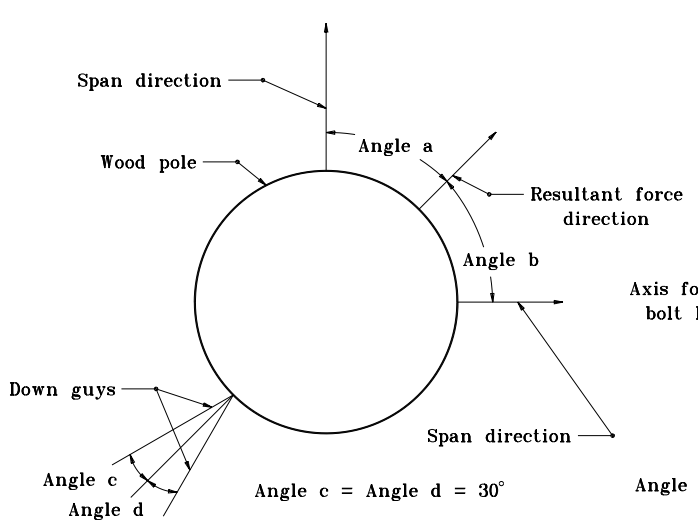 Span direction
Angle a
Wood pole
Resultant force
direction
Angle b
Axis
bolt
Down guys
Span direction
Angle c
Angle d
Angle c = Angle d = 30°
Angle